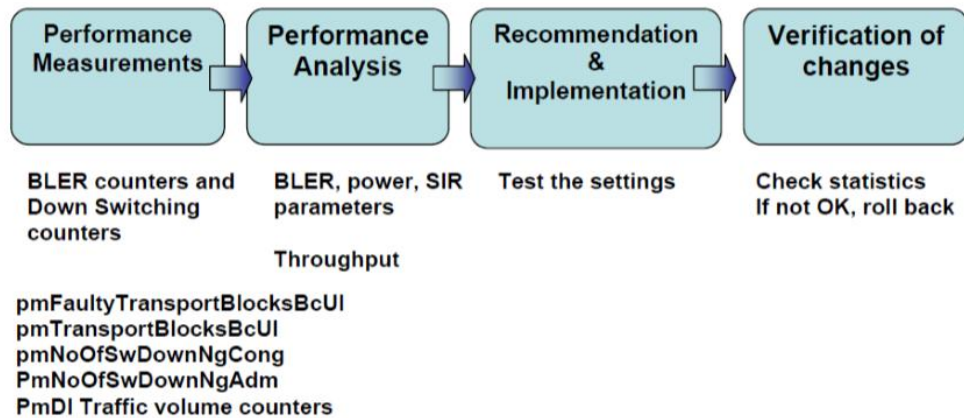 Performance
Measurements
Performance
Analysis
Recommendation
&
Implementation
Verification of
changes
BLER counters and
Down Switching
counters
BLER, power, SIR
parameters
Throughput
Test the settings
Check statistics
If not OK, roll back
pmFaultyTransportBlocksBcUl
pmTransportBlocksBcUl
pmNoOfSwDownNgCong
PmNoOfSwDownNgAdm
PmDl Traffic volume counters